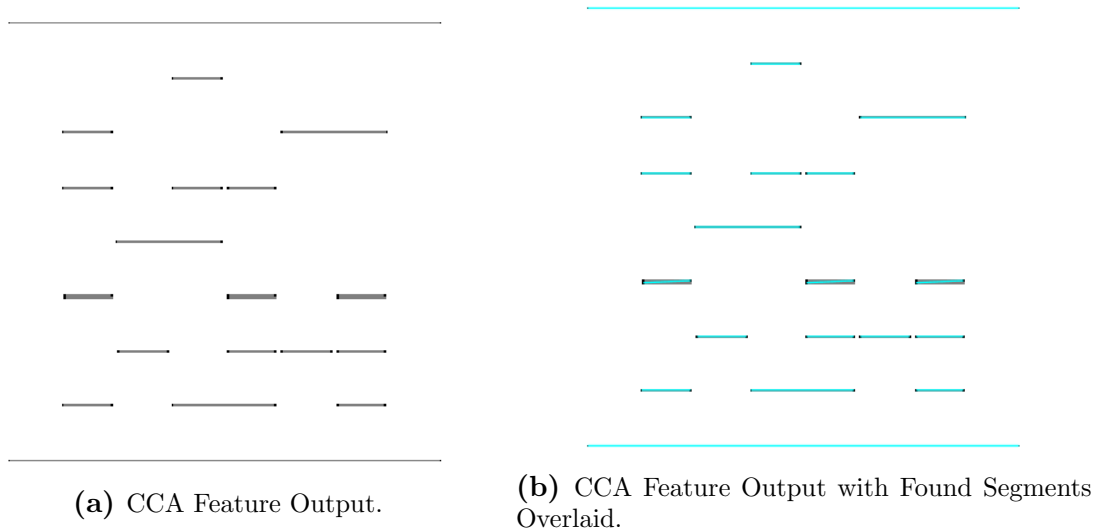 (a) CCA Feature Output.
(b) CCA Feature Output with Found Segments
Overlaid.